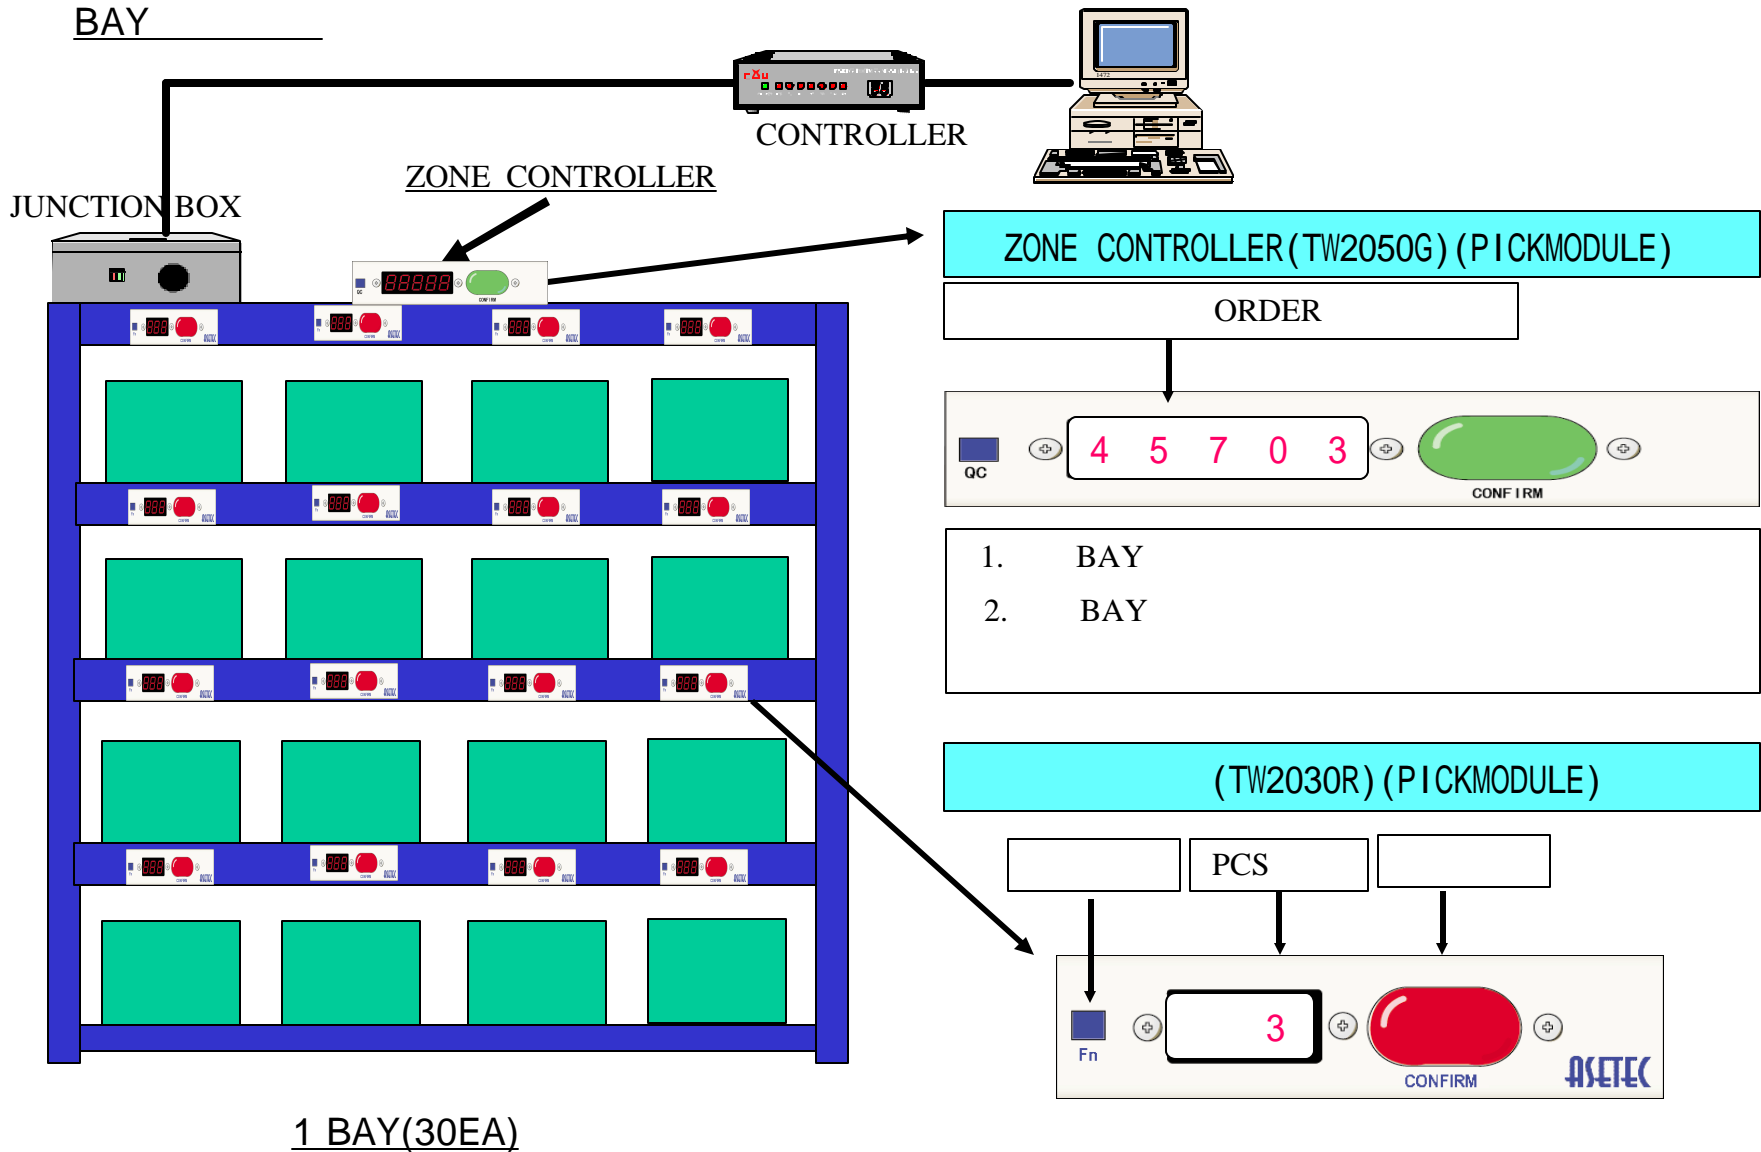 BAY
CONTROLLER
ZONE CONTROLLER
JUNCTION BOX
ZONE CONTROLLER(TW2050G)(PICKMODULE)
ORDER
4 5 7 0 3
QC
CONFIRM
1. BAY
2. BAY
(TW2030R)(PICKMODULE)
PCS
3
Fn
CONFIRM
ASETEC
1 BAY(30EA)